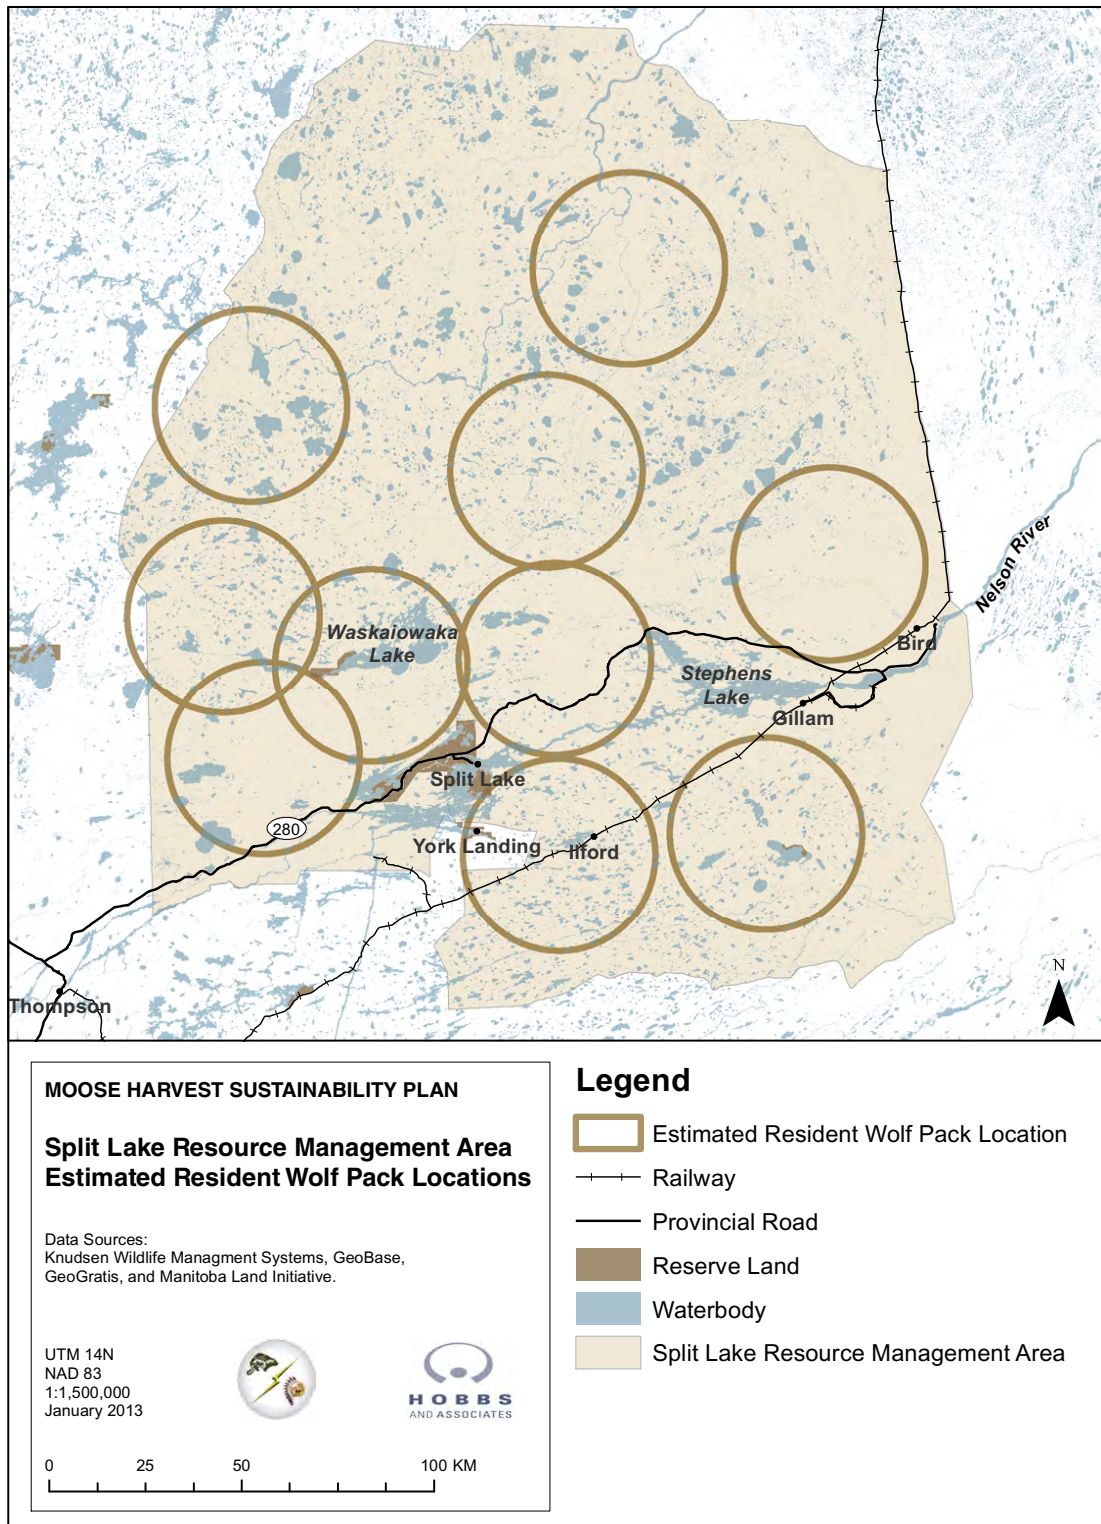 Waskaiowaka
Lake
Nelson River
Bird
Stephens
Lake
Gillam
Split Lake
280
York Landing
Ilford
Thompson
N
MOOSE HARVEST SUSTAINABILITY PLAN
Split Lake Resource Management Area
Estimated Resident Wolf Pack Locations
Data Sources:
Knudsen Wildlife Managment Systems, GeoBase,
GeoGratis, and Manitoba Land Initiative.
UTM 14N
NAD 83
1:1,500,000
January 2013
HOBBS
AND ASSOCIATES
0 25 50 100 KM
Legend
Estimated Resident Wolf Pack Location
Railway
Provincial Road
Reserve Land
Waterbody
Split Lake Resource Management Area